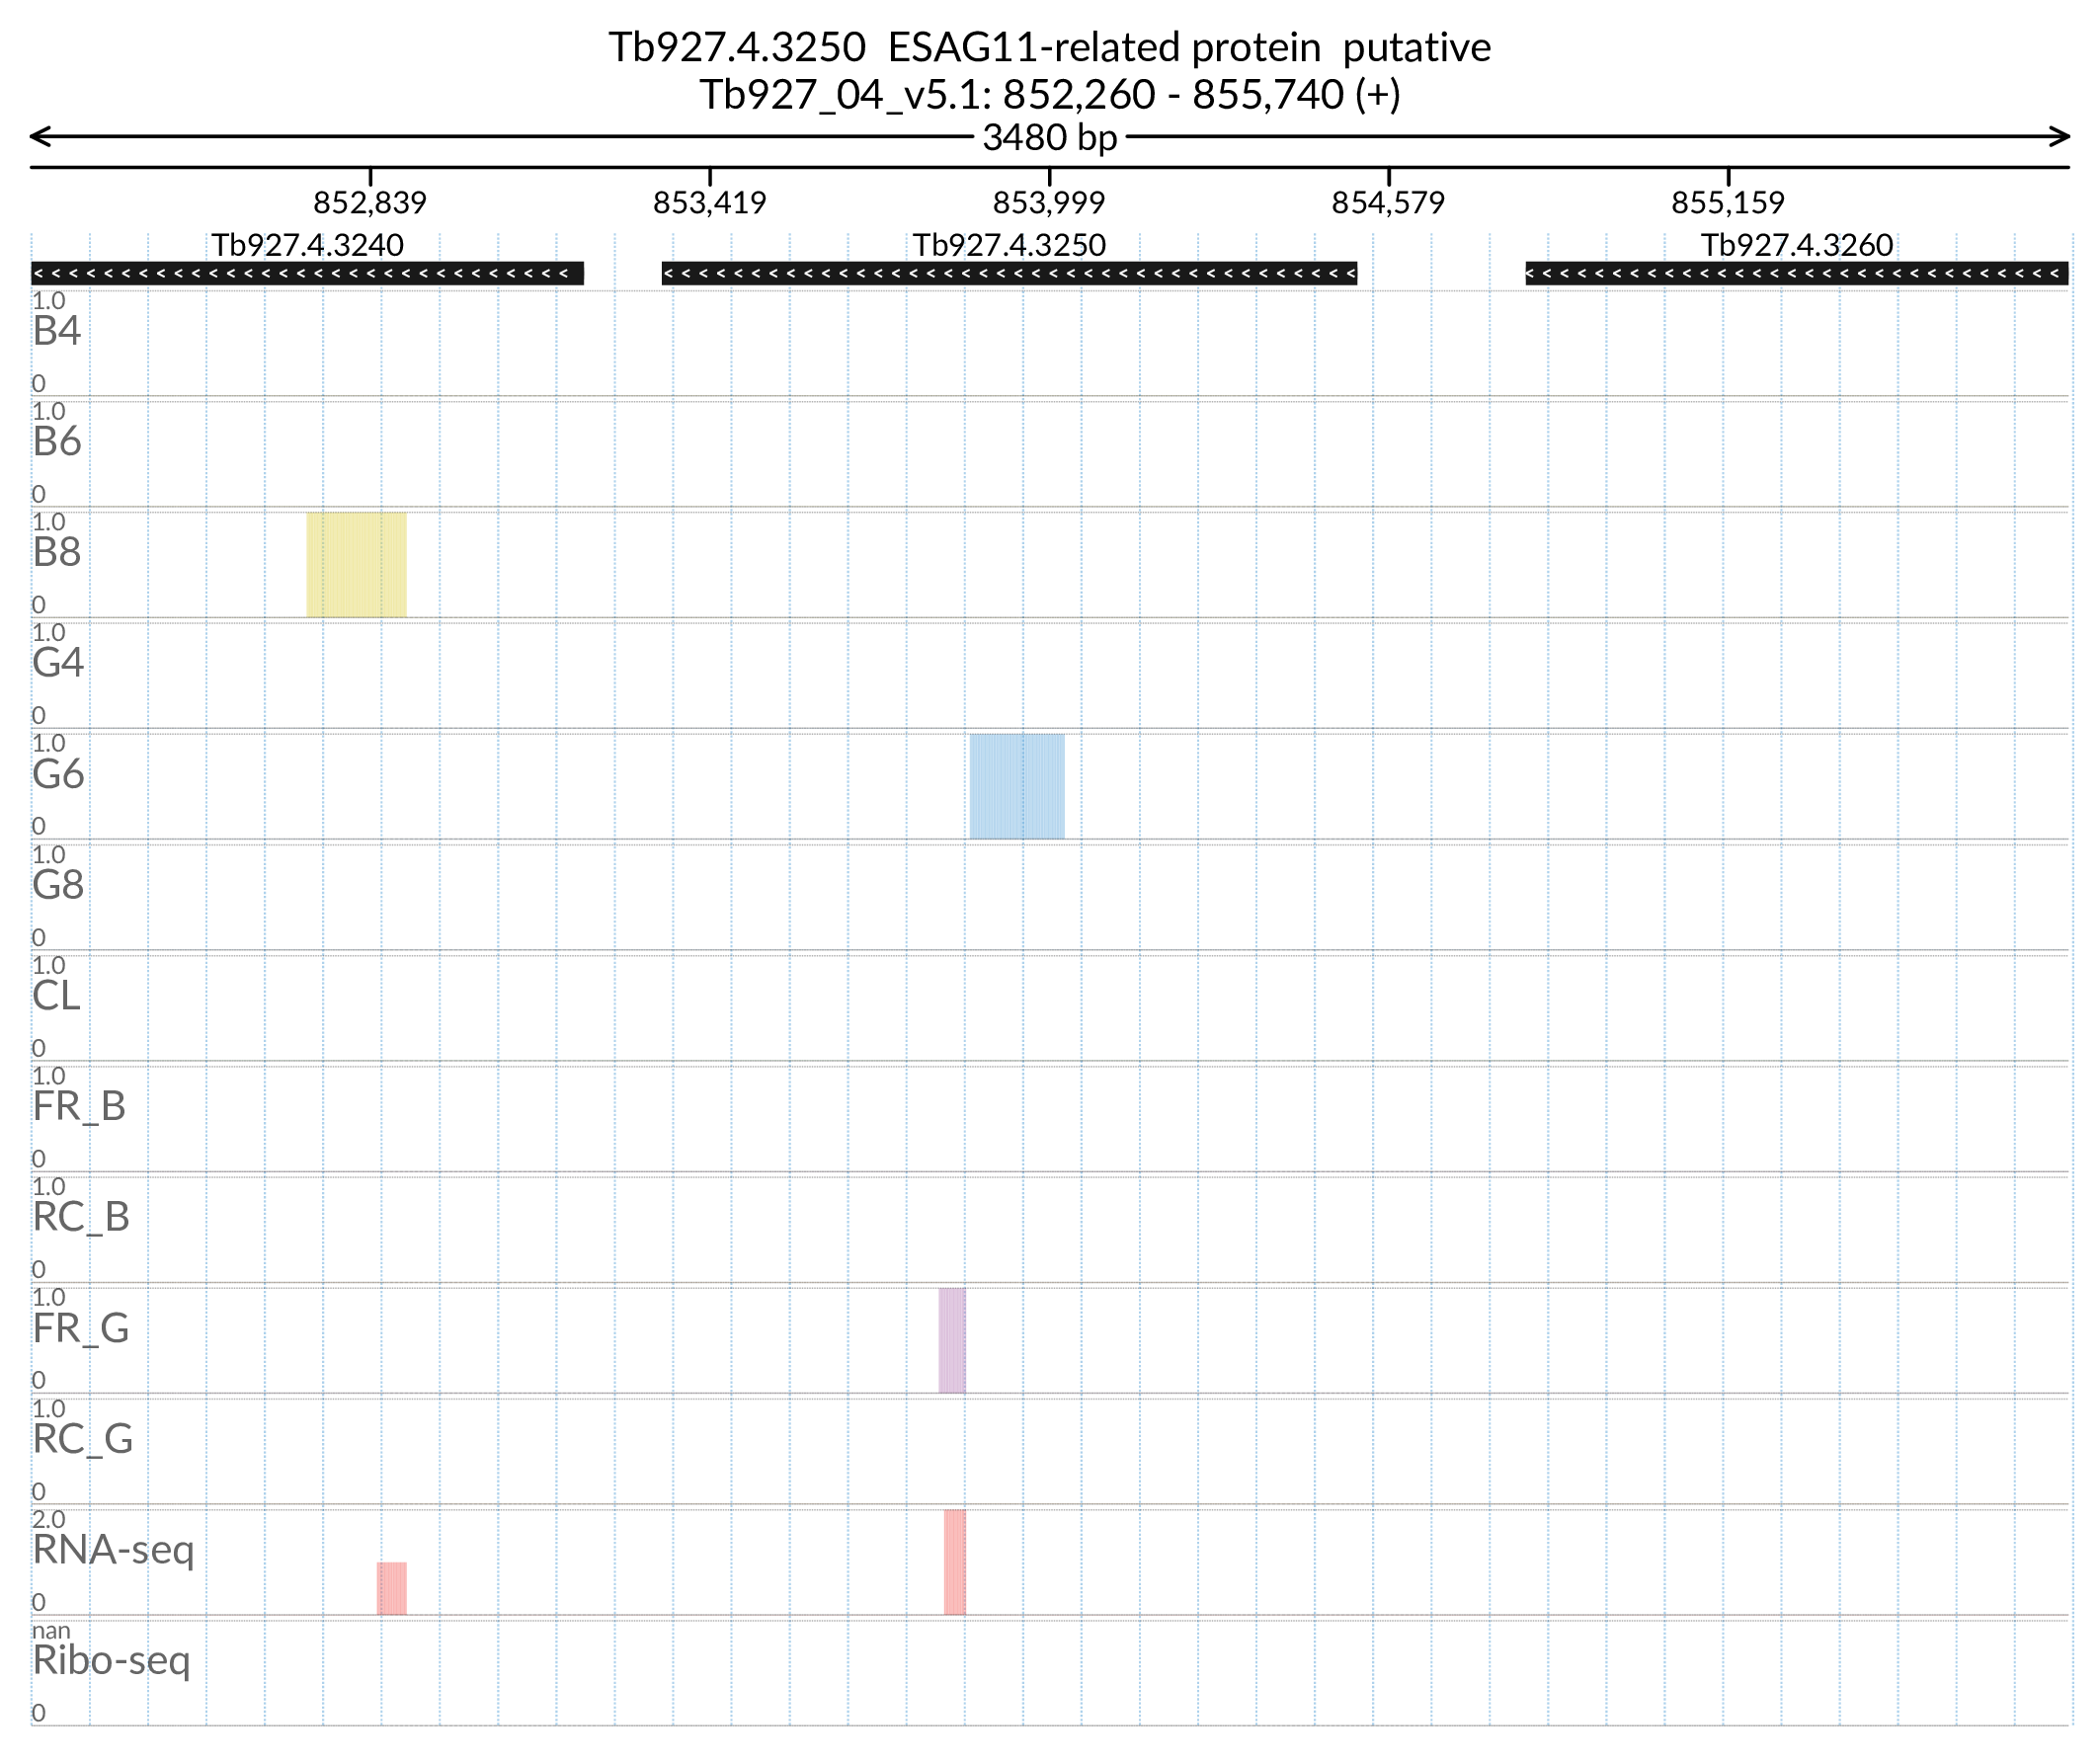 Tb927.4.3250 ESAG11-related protein putative
Tb927_04_v5.1: 852,260 - 855,740 (+)
3480 bp
852,839 853,419 853,999 854,579 855,159
Tb927.4.3240 Tb927.4.3250 Tb927.4.3260
1.0
B4
0
1.0
B6
0
1.0
B8
0
1.0
G4
0
1.0
G6
0
1.0
G8
0
1.0
CL
0
1.0
FR_B
0
1.0
RC_B
0
1.0
FR_G
0
1.0
RC_G
0
2.0
RNA-seq
0
nan
Ribo-seq
0